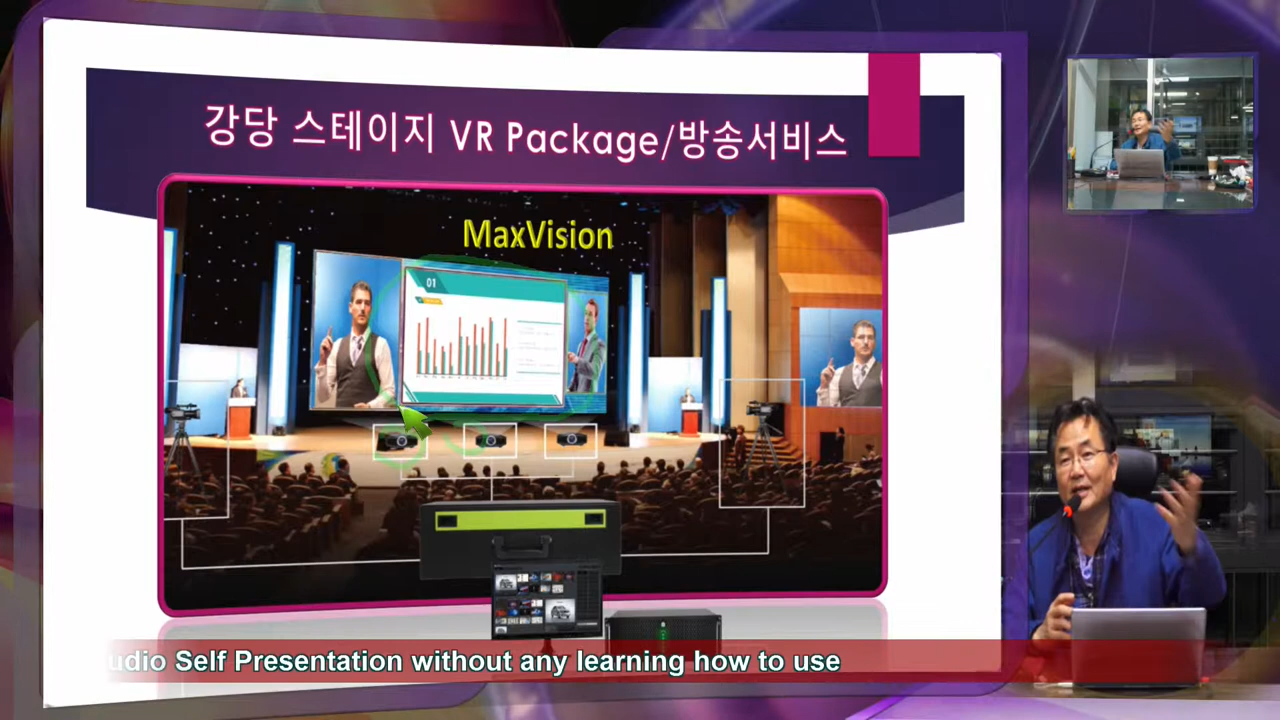 강당 스테이지 VR Package/방송서비스
MaxVision
01
udio Self Presentation without any learning how to use